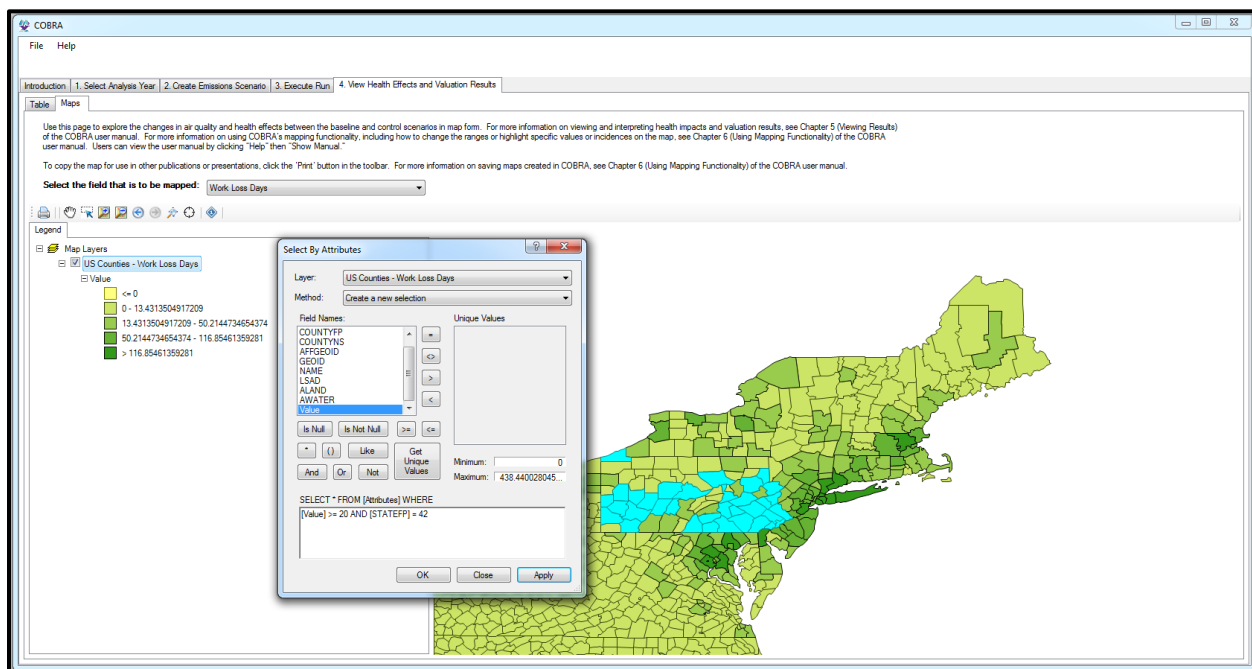 COBRA
File Help
Introduction 1. Select Analysis Year 2. Create Emissions Scenario 3. Execute Run 4. View Health Effects and Valuation Results
Table Maps
Use this page to explore the changes in air quality and health effects between the baseline and control scenarios in map form. For more information on viewing and interpreting health impacts and valuation results, see Chapter 5 (Viewing Results)
of the COBRA user manual. For more information on using COBRA's mapping functionality, including how to change the ranges or highlight specific values or incidences on the map, see Chapter 6 (Using Mapping Functionality) of the COBRA
user manual. Users can view the user manual by clicking "Help" then "Show Manual."
To copy the map for use in other publications or presentations, click the 'Print' button in the toolbar. For more information on saving maps created in COBRA, see Chapter 6 (Using Mapping Functionality) of the COBRA user manual.
Select the field that is to be mapped: Work Loss Days
Legend
Map Layers
US Counties - Work Loss Days
Value
<= 0
0 - 13.4313504917209
13.4313504917209 - 50.2144734654374
50.2144734654374 - 116.85461359281
> 116.85461359281
Select By Attributes
Layer: US Counties - Work Loss Days
Method: Create a new selection
Field Names: Unique Values
COUNTYFP
COUNTYNS
AFFGEOID
GEOID
NAME
LSAD
ALAND
AWATER
Value
=
<>
>
<
Is Null Is Not Null >= <=
" () Like Get Unique Values
And Or Not
Minimum: 0
Maximum: 438.440028045...
SELECT * FROM [Attributes] WHERE
[Value] >= 20 AND [STATEFP] = 42
OK Close Apply